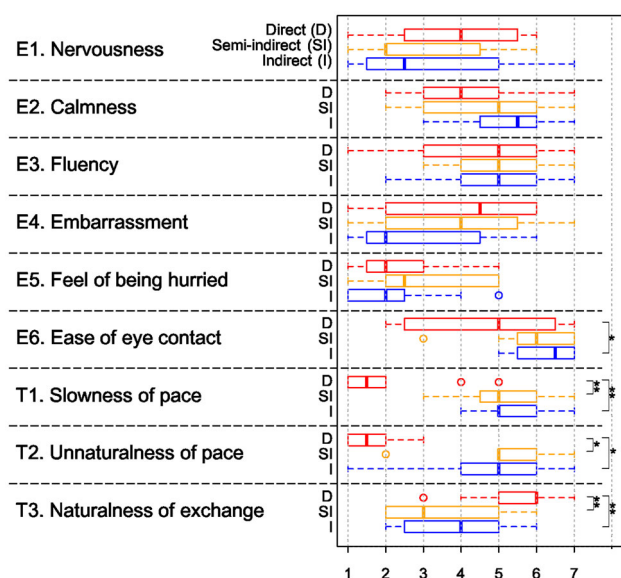 Direct (D)
E1. Nervousness Semi-indirect (SI)
Indirect (I)
D
E2. Calmness SI
I
D
E3. Fluency SI
I
D
E4. Embarrassment SI
I
D
E5. Feel of being hurried SI
I
D
E6. Ease of eye contact SI *
I
D
T1. Slowness of pace SI ** **
I
D
T2. Unnaturalness of pace SI * *
I
D
T3. Naturalness of exchange SI ** **
I
1 2 3 4 5 6 7